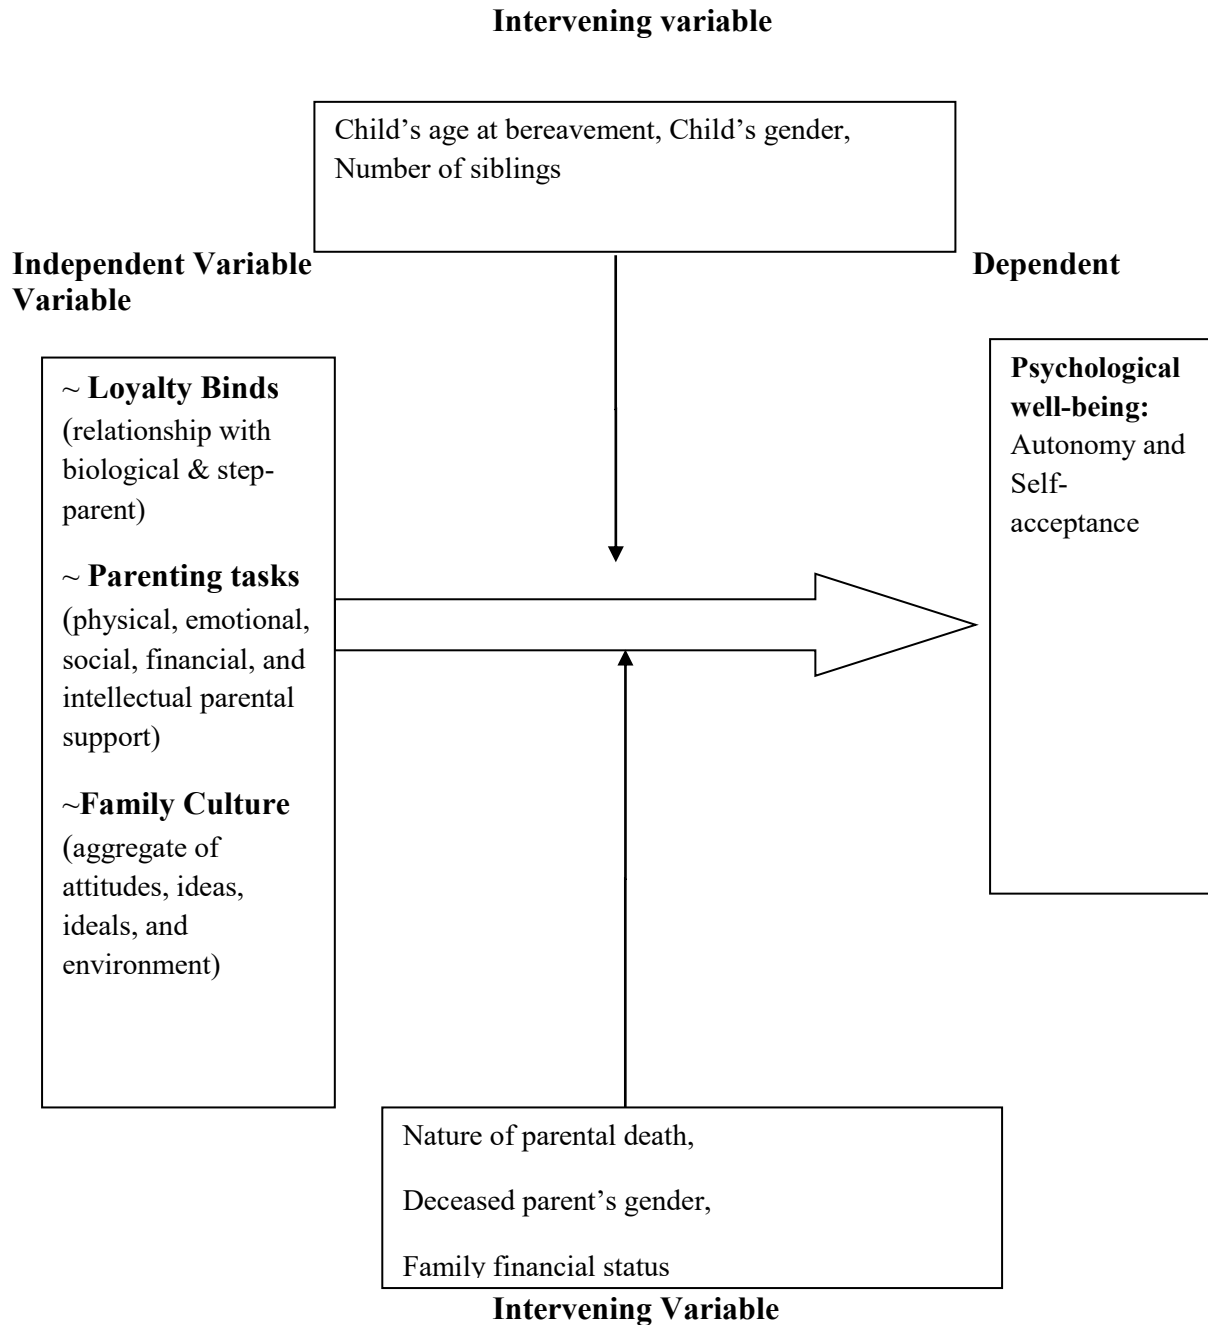 Intervening variable
Child’s age at bereavement, Child’s gender,
Number of siblings
Independent Variable
Dependent
Variable
~ Loyalty Binds
(relationship with
biological & step-
parent)
~ Parenting tasks
(physical, emotional,
social, financial, and
intellectual parental
support)
~Family Culture
(aggregate of
attitudes, ideas,
ideals, and
environment)
Psychological
well-being:
Autonomy and
Self-
acceptance
Nature of parental death,
Deceased parent’s gender,
Family financial status
Intervening Variable